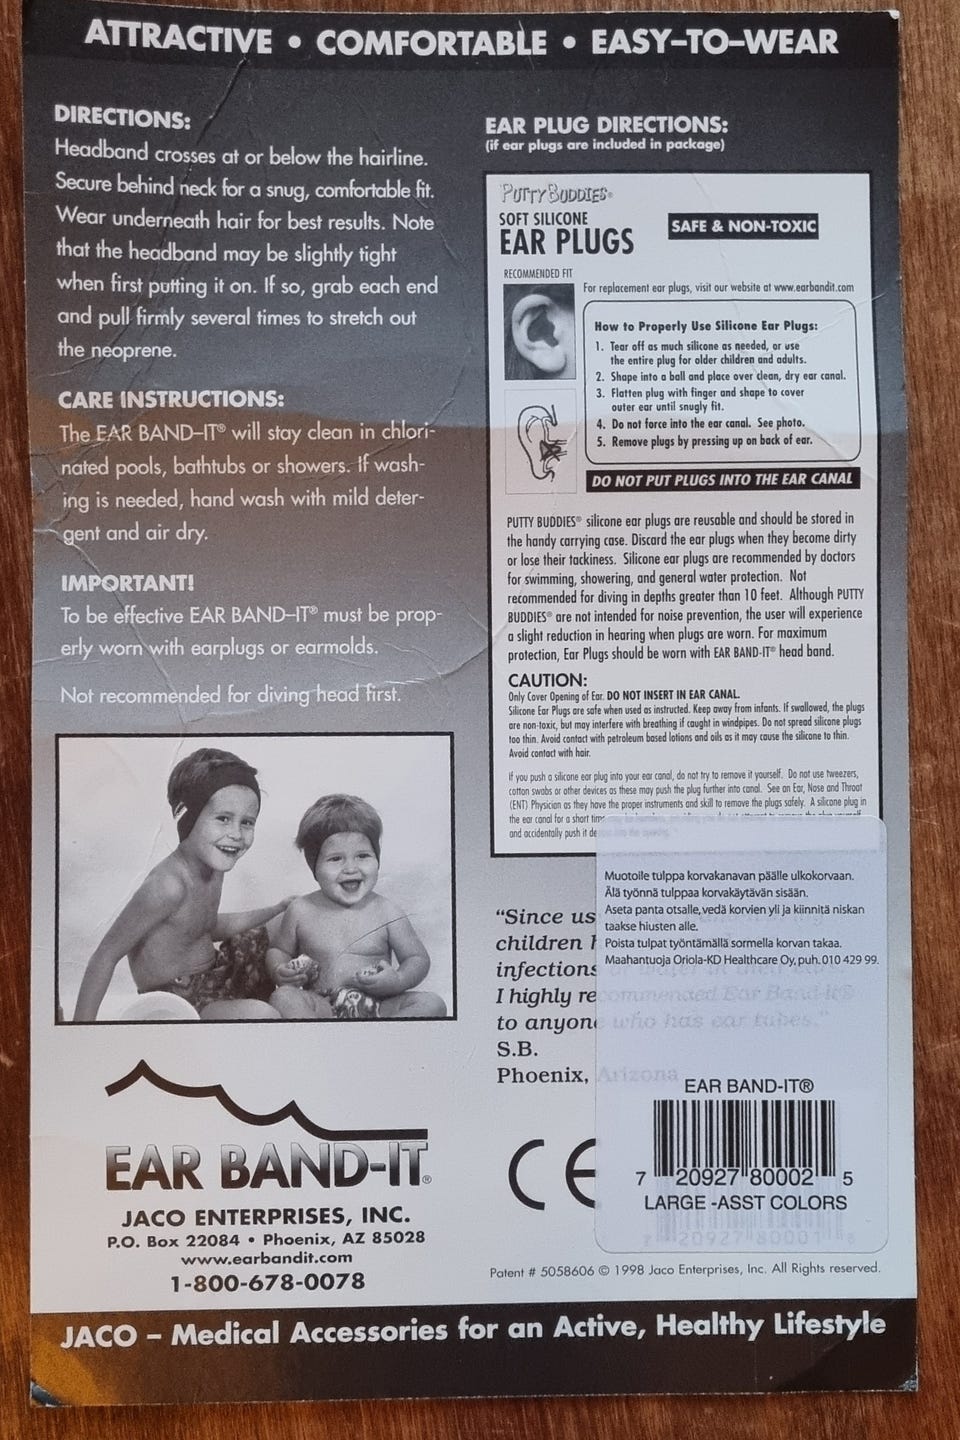 ATTRACTIVE • COMFORTABLE • EASY–TO–WEAR
DIRECTIONS:
Headband crosses at or below the hairline.
Secure behind neck for a snug, comfortable fit.
Wear underneath hair for best results. Note
that the headband may be slightly tight
when first putting it on. If so, grab each end
and pull firmly several times to stretch out
the neoprene.
CARE INSTRUCTIONS:
The EAR BAND–IT® will stay clean in chlori-
nated pools, bathtubs or showers. If wash-
ing is needed, hand wash with mild deter-
gent and air dry.
IMPORTANT!
To be effective EAR BAND–IT® must be prop-
erly worn with earplugs or earmolds.
Not recommended for diving head first.
EAR BAND-IT®
JACO ENTERPRISES, INC.
P.O. Box 22084 • Phoenix, AZ 85028
www.earbandit.com
1-800-678-0078
EAR PLUG DIRECTIONS:
(if ear plugs are included in package)
PUTTY BUDDIES®
SOFT SILICONE
EAR PLUGS
SAFE & NON-TOXIC
RECOMMENDED FIT
For replacement ear plugs, visit our website at www.earbandit.com
How to Properly Use Silicone Ear Plugs:
1. Tear off as much silicone as needed, or use
the entire plug for older children and adults.
2. Shape into a ball and place over clean, dry ear canal.
3. Flatten plug with finger and shape to cover
outer ear until snugly fit.
4. Do not force into the ear canal. See photo.
5. Remove plugs by pressing up on back of ear.
DO NOT PUT PLUGS INTO THE EAR CANAL
PUTTY BUDDIES® silicone ear plugs are reusable and should be stored in
the handy carrying case. Discard the ear plugs when they become dirty
or lose their tackiness. Silicone ear plugs are recommended by doctors
for swimming, showering, and general water protection. Not
recommended for diving in depths greater than 10 feet. Although PUTTY
BUDDIES® are not intended for noise prevention, the user will experience
a slight reduction in hearing when plugs are worn. For maximum
protection, Ear Plugs should be worn with EAR BAND-IT® head band.
CAUTION:
Only Cover Opening of Ear. DO NOT INSERT IN EAR CANAL.
Silicone Ear Plugs are safe when used as instructed. Keep away from infants. If swallowed, the plugs
are non-toxic, but may interfere with breathing if caught in windpipes. Do not spread silicone plugs
too thin. Avoid contact with petroleum based lotions and oils as it may cause the silicone to thin.
Avoid contact with hair.
If you push a silicone ear plug into your ear canal, do not try to remove it yourself. Do not use tweezers,
cotton swabs or other devices as these may push the plug further into canal. See an Ear, Nose and Throat
(ENT) Physician as they have the proper instruments and skill to remove the plugs safely. A silicone plug in
the ear canal for a short time
and accidentally push it de
Muotoile tulppa korvakanavan päälle ulkokorvaan.
Älä työnnä tulppaa korvakäytävän sisään.
Aseta panta otsalle, vedä korvien yli ja kiinnitä niskan
taakse hiusten alle.
Poista tulpat työntämällä sormella korvan takaa.
Maahantuoja Oriola-KD Healthcare Oy, puh. 010 429 99.
"Since us
children
infections
I highly recommended Ear Band-It®
to anyone who has ear tubes."
S.B.
Phoenix, Arizona
CE
EAR BAND-IT®
7 20927 80002 5
LARGE -ASST COLORS
Patent # 5058606 © 1998 Jaco Enterprises, Inc. All Rights reserved.
JACO – Medical Accessories for an Active, Healthy Lifestyle